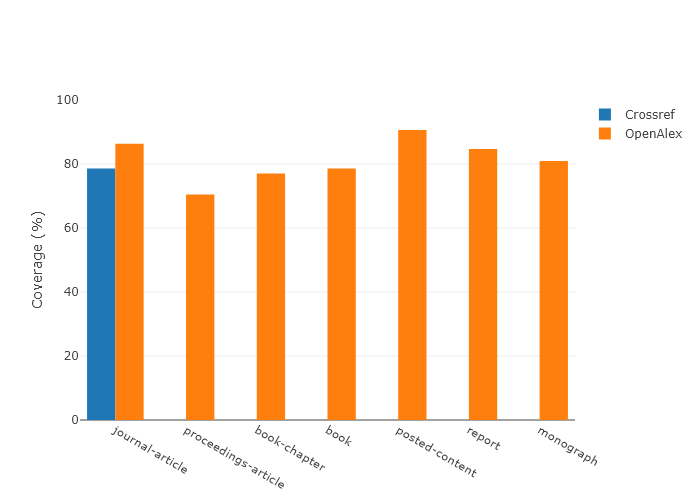 100
80
60
40
20
0
Coverage (%)
journal-article
proceedings-article
book-chapter
book
posted-content
report
monograph
Crossref
OpenAlex